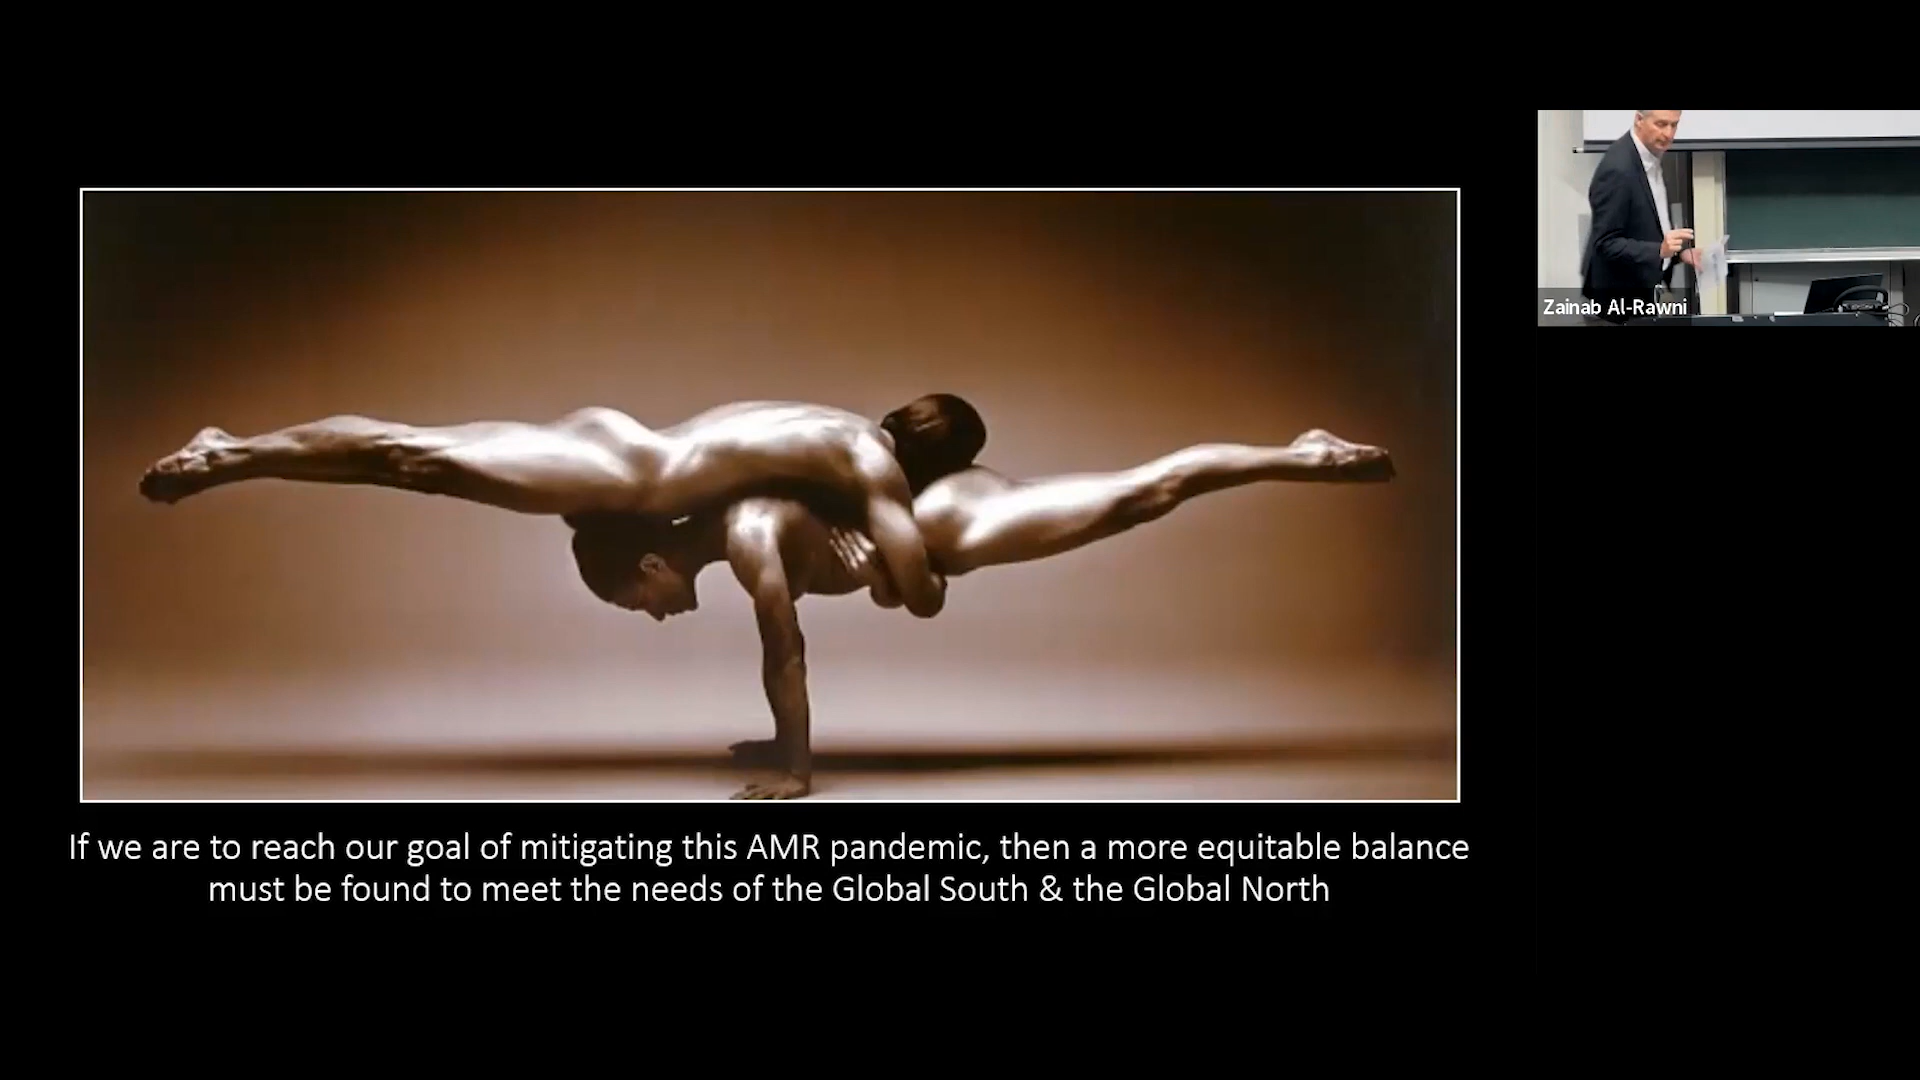 Zainab Al-Rawni
If we are to reach our goal of mitigating this AMR pandemic, then a more equitable balance
must be found to meet the needs of the Global South & the Global North